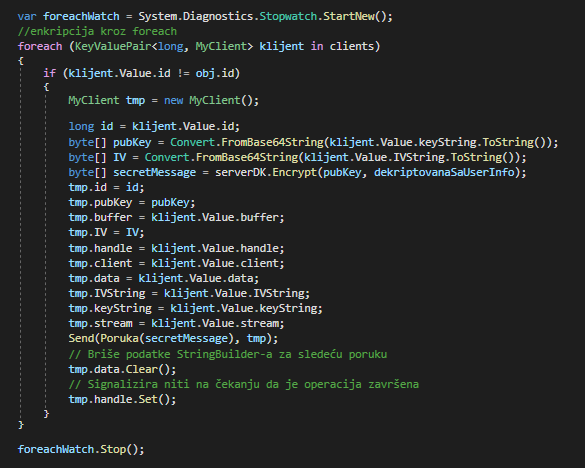 var foreachWatch = System.Diagnostics.Stopwatch.StartNew();
//enkripcija kroz foreach
foreach (KeyValuePair<long, MyClient> klijent in clients)
{
if (klijent.Value.id != obj.id)
{
MyClient tmp = new MyClient();
long id = klijent.Value.id;
byte[] pubKey = Convert.FromBase64String(klijent.Value.keyString.ToString());
byte[] IV = Convert.FromBase64String(klijent.Value.IVString.ToString());
byte[] secretMessage = serverDK.Encrypt(pubKey, dekriptovanaSaUserInfo);
tmp.id = id;
tmp.pubKey = pubKey;
tmp.buffer = klijent.Value.buffer;
tmp.IV = IV;
tmp.handle = klijent.Value.handle;
tmp.client = klijent.Value.client;
tmp.data = klijent.Value.data;
tmp.IVString = klijent.Value.IVString;
tmp.keyString = klijent.Value.keyString;
tmp.stream = klijent.Value.stream;
Send(Poruka(secretMessage), tmp);
// Briše podatke StringBuilder-a za sledeću poruku
tmp.data.Clear();
// Signalizira niti na čekanju da je operacija završena
tmp.handle.Set();
}
}
foreachWatch.Stop();